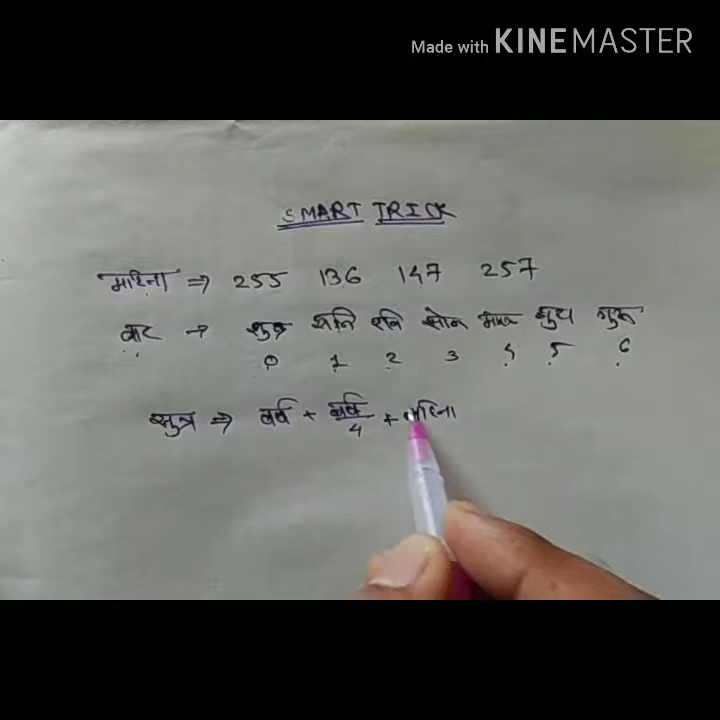 Made with KINEMASTER
SMART TRICK
महिना ⇒ 255 136 147 257
वार → शुक्र शनि रवि सोम मंगल बुध गुरू
0 1 2 3 4 5 6
सुत्र ⇒ वर्ष + वर्ष/4 + महिना